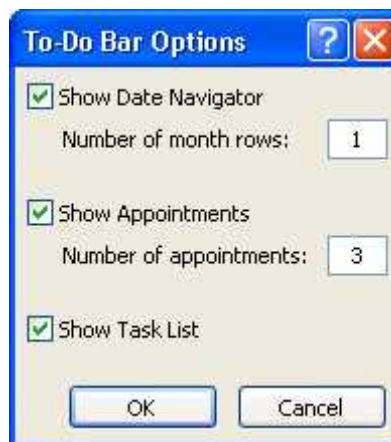 To-Do Bar Options
Show Date Navigator
Number of month rows: 1
Show Appointments
Number of appointments: 3
Show Task List
OK Cancel